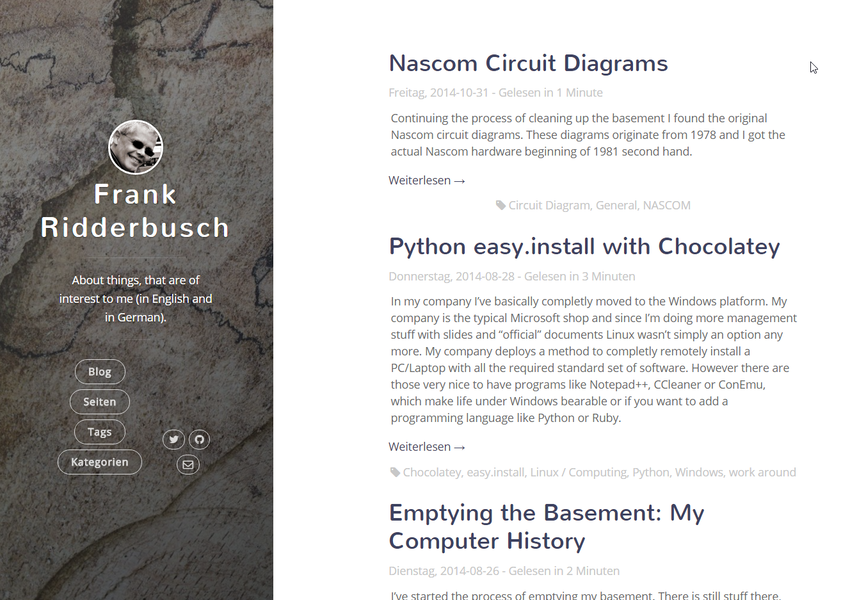 Frank
Ridderbusch
About things, that are of
interest to me (in English and
in German).
Blog
Seiten
Tags
Kategorien
Nascom Circuit Diagrams
Freitag, 2014-10-31 - Gelesen in 1 Minute
Continuing the process of cleaning up the basement I found the original
Nascom circuit diagrams. These diagrams originate from 1978 and I got the
actual Nascom hardware beginning of 1981 second hand.
Weiterlesen →
Circuit Diagram, General, NASCOM
Python easy.install with Chocolatey
Donnerstag, 2014-08-28 - Gelesen in 3 Minuten
In my company I've basically completly moved to the Windows platform. My
company is the typical Microsoft shop and since I'm doing more management
stuff with slides and “official” documents Linux wasn't simply an option any
more. My company deploys a method to completly remotely install a
PC/Laptop with all the required standard set of software. However there are
those very nice to have programs like Notepad++, CCleaner or ConEmu,
which make life under Windows bearable or if you want to add a
programming language like Python or Ruby.
Weiterlesen →
Chocolatey, easy.install, Linux / Computing, Python, Windows, work around
Emptying the Basement: My
Computer History
Dienstag, 2014-08-26 - Gelesen in 2 Minuten
I've started the process of emptying my basement. There is still stuff there,